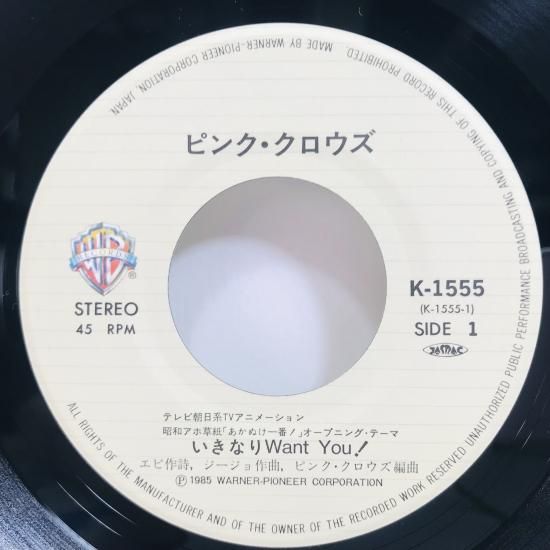 MADE BY WARNER-PIONEER CORPORATION, JAPAN.
ピンク・クロウズ
WB
RECORDS
®
STEREO
45 RPM
K-1555
(K-1555-1)
SIDE 1
JASRAC
テレビ朝日系TVアニメーション
昭和アホ草紙「あかぬけ一番!」オープニング・テーマ
いきなりWant You!
エビ作詩, ジージョ作曲, ピンク・クロウズ編曲
Ⓟ1985 WARNER-PIONEER CORPORATION
ALL RIGHTS OF THE MANUFACTURER AND OF THE OWNER OF THE RECORDED WORK RESERVED UNAUTHORIZED PUBLIC PERFORMANCE BROADCASTING AND COPYING OF THIS RECORD PROHIBITED.